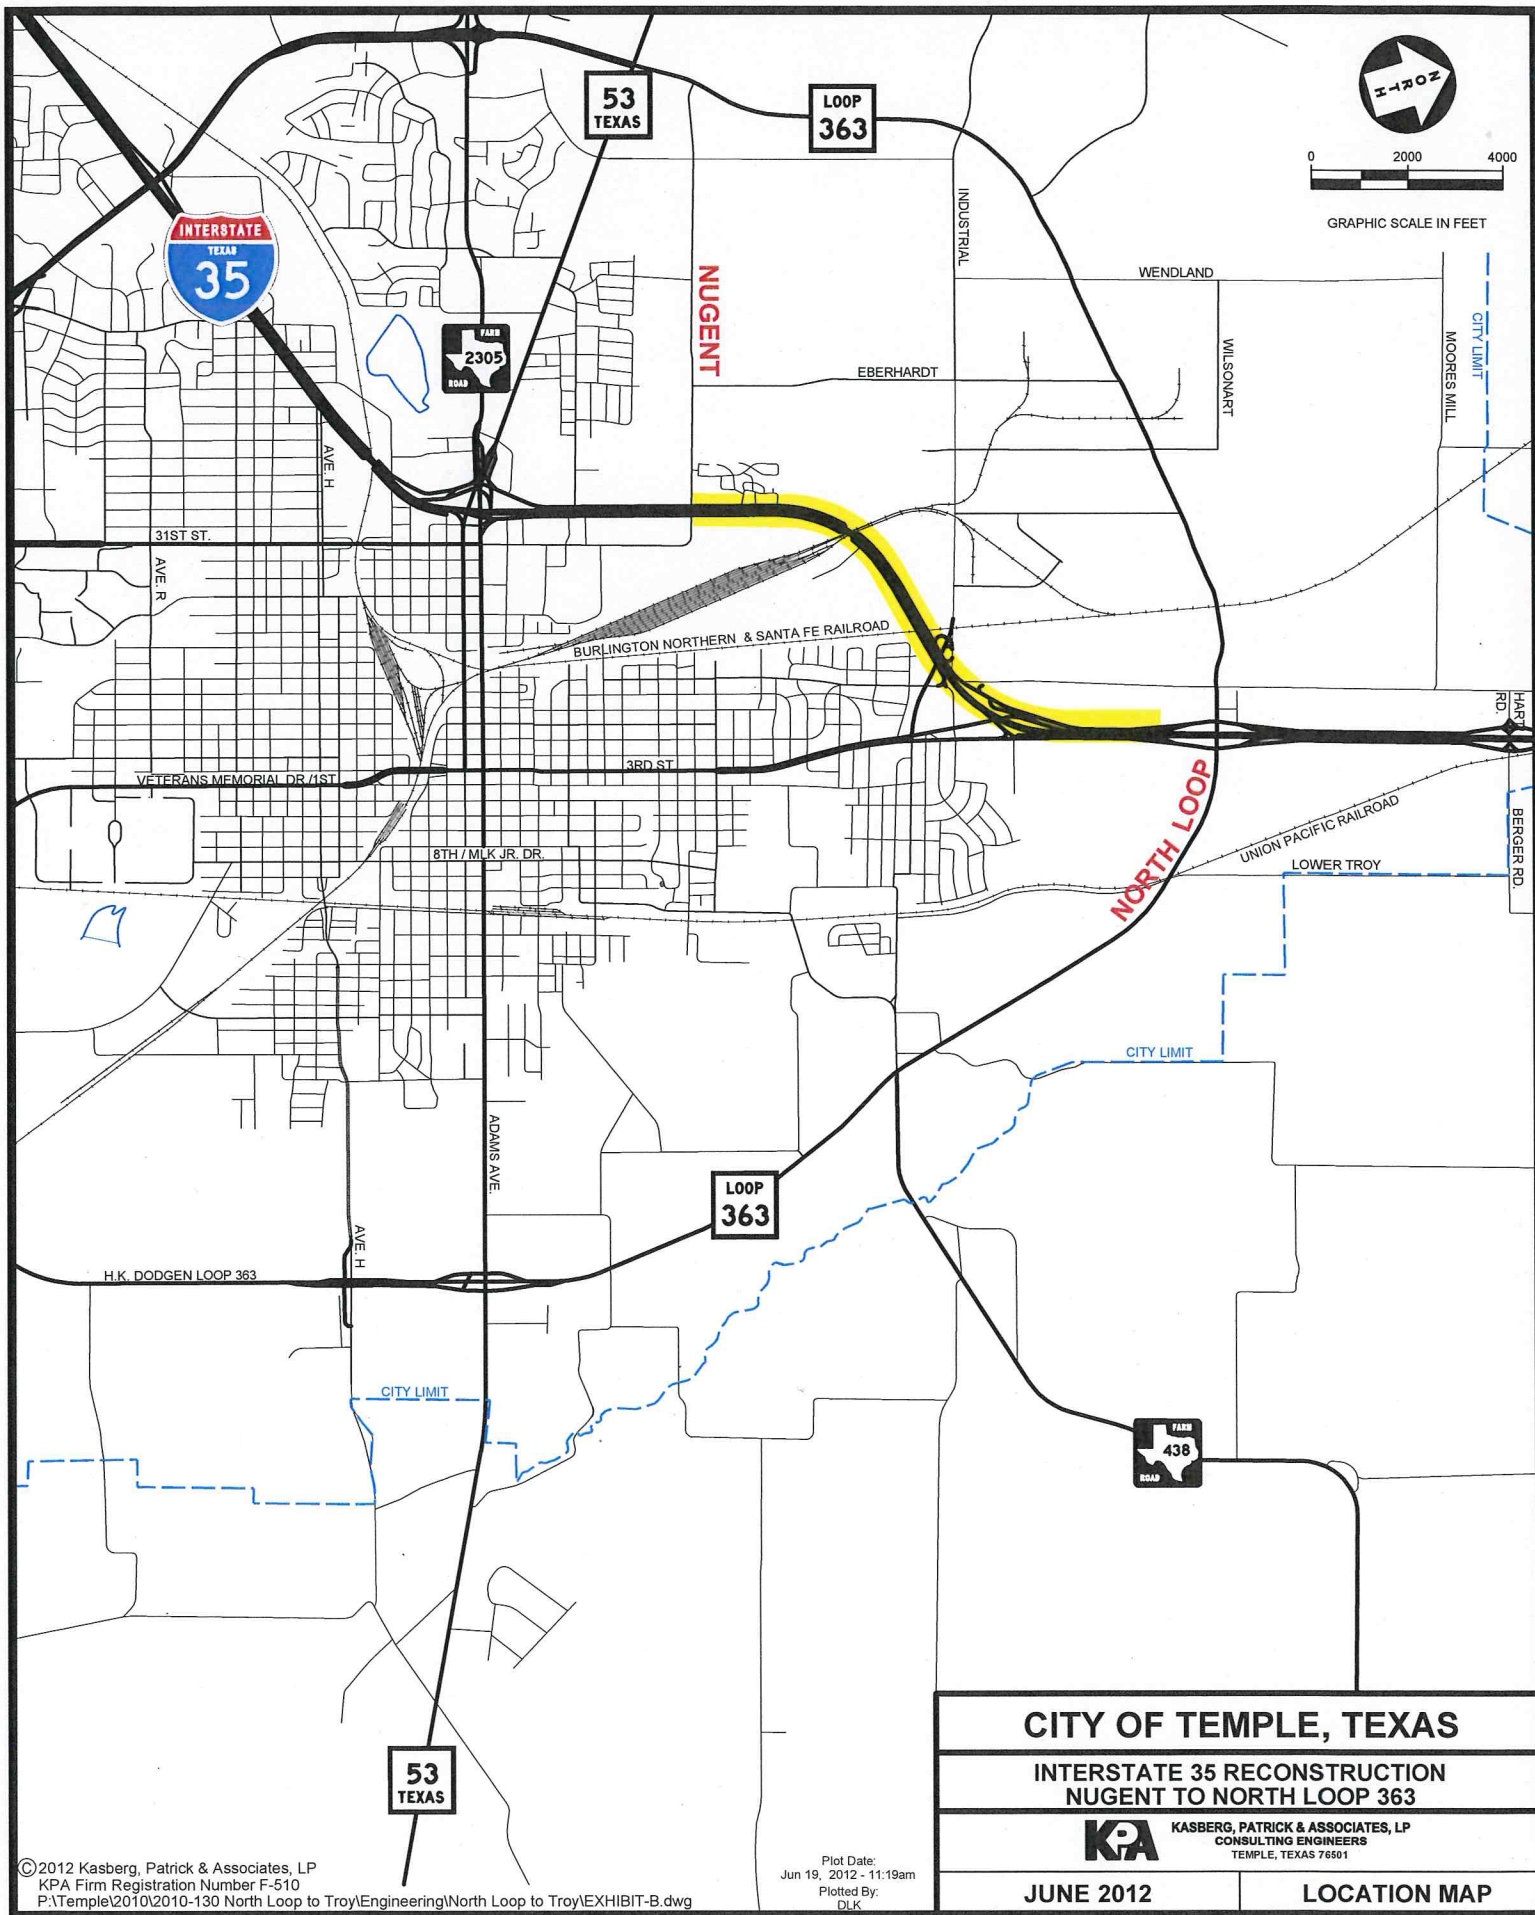 53
TEXAS
LOOP
363
NORTH
0 2000 4000
GRAPHIC SCALE IN FEET
INTERSTATE
TEXAS
35
INDUSTRIAL
WENDLAND
NUGENT
CITY LIMIT
FARM
2305
ROAD
MOORES MILL
WILSONART
EBERHARDT
AVE. H
31ST ST.
AVE. R
BURLINGTON NORTHERN & SANTA FE RAILROAD
HART
RD.
3RD ST
VETERANS MEMORIAL DR./1ST
NORTH LOOP
UNION PACIFIC RAILROAD
BERGER RD.
8TH / MLK JR. DR.
LOWER TROY
CITY LIMIT
ADAMS AVE.
LOOP
363
AVE. H
H.K. DODGEN LOOP 363
CITY LIMIT
FARM
438
ROAD
53
TEXAS
CITY OF TEMPLE, TEXAS
INTERSTATE 35 RECONSTRUCTION
NUGENT TO NORTH LOOP 363
KPA
KASBERG, PATRICK & ASSOCIATES, LP
CONSULTING ENGINEERS
TEMPLE, TEXAS 76501
JUNE 2012
LOCATION MAP
©2012 Kasberg, Patrick & Associates, LP
KPA Firm Registration Number F-510
P:\Temple\2010\2010-130 North Loop to Troy\Engineering\North Loop to Troy\EXHIBIT-B.dwg
Plot Date:
Jun 19, 2012 - 11:19am
Plotted By:
DLK